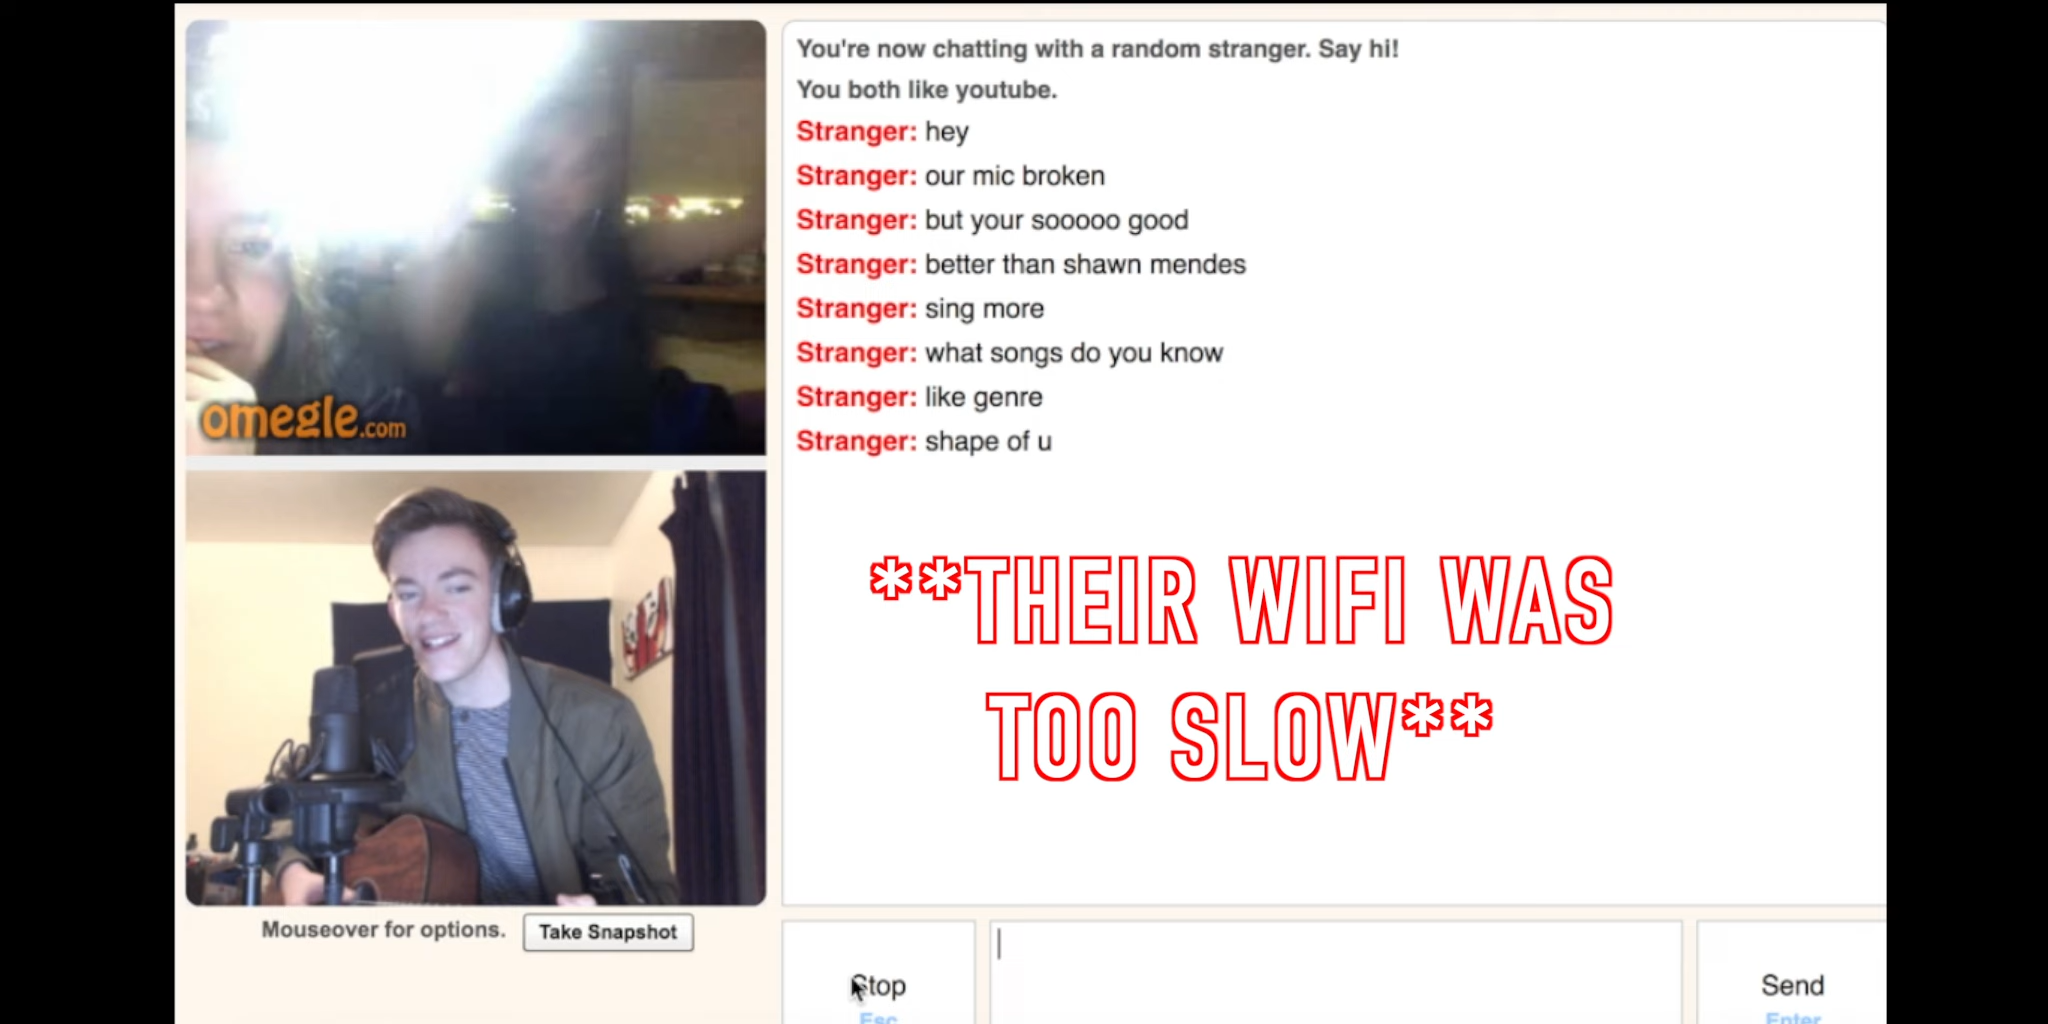 You're now chatting with a random stranger. Say hi!
You both like youtube.
Stranger: hey
Stranger: our mic broken
Stranger: but your sooooo good
Stranger: better than shawn mendes
Stranger: sing more
Stranger: what songs do you know
Stranger: like genre
Stranger: shape of u
omegle.com
**THEIR WIFI WAS
TOO SLOW**
Mouseover for options.
Take Snapshot
Stop
Esc
Send
Enter